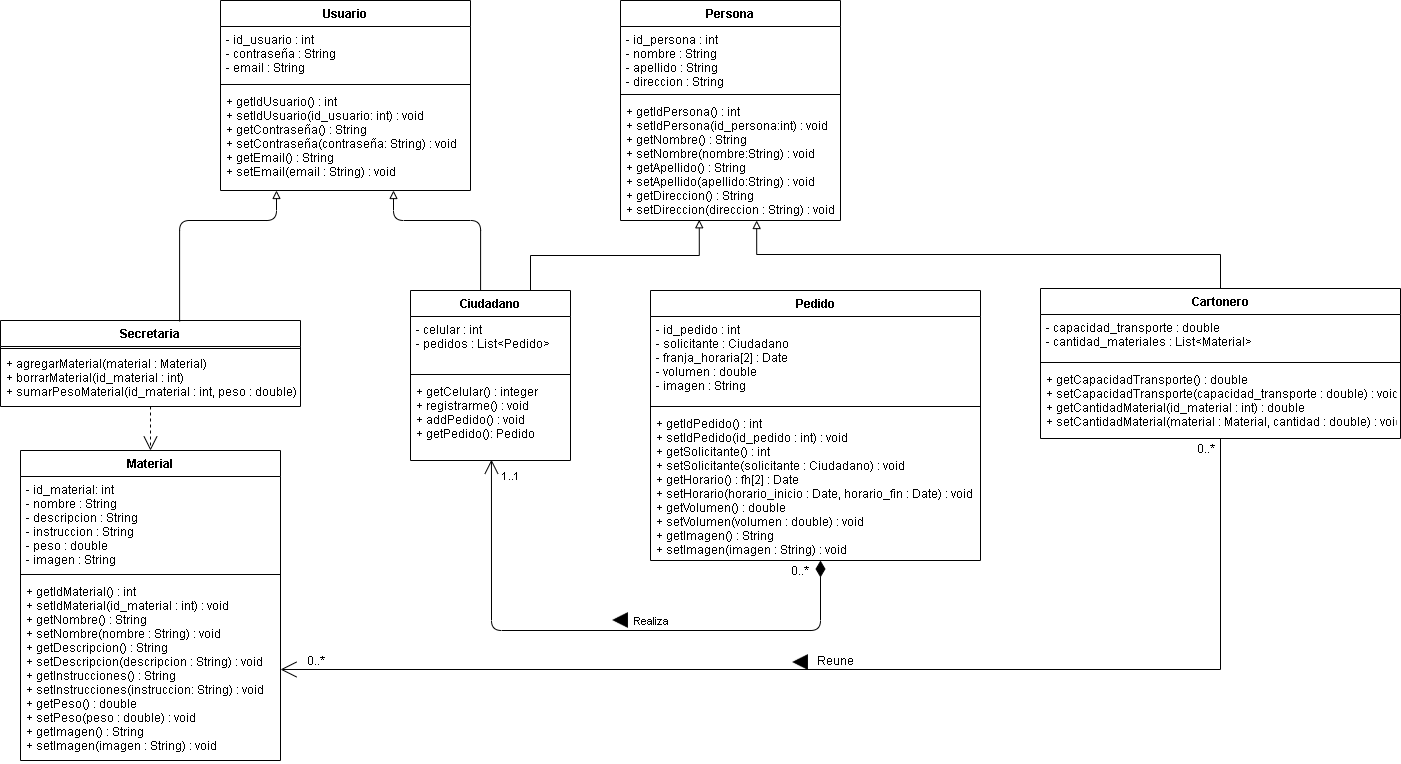 Usuario
- id_usuario : int
- contraseña : String
- email : String
+ getIdUsuario() : int
+ setIdUsuario(id_usuario: int) : void
+ getContraseña() : String
+ setContraseña(contraseña: String) : void
+ getEmail() : String
+ setEmail(email : String) : void
Persona
- id_persona : int
- nombre : String
- apellido : String
- direccion : String
+ getIdPersona() : int
+ setIdPersona(id_persona:int) : void
+ getNombre() : String
+ setNombre(nombre:String) : void
+ getApellido() : String
+ setApellido(apellido:String) : void
+ getDireccion() : String
+ setDireccion(direccion : String) : void
Secretaria
+ agregarMaterial(material : Material)
+ borrarMaterial(id_material : int)
+ sumarPesoMaterial(id_material : int, peso : double)
Ciudadano
- celular : int
- pedidos : List<Pedido>
+ getCelular() : integer
+ registrarme() : void
+ addPedido() : void
+ getPedido(): Pedido
1..1
Pedido
- id_pedido : int
- solicitante : Ciudadano
- franja_horaria[2] : Date
- volumen : double
- imagen : String
+ getIdPedido() : int
+ setIdPedido(id_pedido : int) : void
+ getSolicitante() : int
+ setSolicitante(solicitante : Ciudadano) : void
+ getHorario() : fh[2] : Date
+ setHorario(horario_inicio : Date, horario_fin : Date) : void
+ getVolumen() : double
+ setVolumen(volumen : double) : void
+ getImagen() : String
+ setImagen(imagen : String) : void
0..*
Realiza
Cartonero
- capacidad_transporte : double
- cantidad_materiales : List<Material>
+ getCapacidadTransporte() : double
+ setCapacidadTransporte(capacidad_transporte : double) : voic
+ getCantidadMaterial(id_material : int) : double
+ setCantidadMaterial(material : Material, cantidad : double) : voi
0..*
Material
- id_material: int
- nombre : String
- descripcion : String
- instruccion : String
- peso : double
- imagen : String
+ getIdMaterial() : int
+ setIdMaterial(id_material : int) : void
+ getNombre() : String
+ setNombre(nombre : String) : void
+ getDescripcion() : String
+ setDescripcion(descripcion : String) : void
+ getInstrucciones() : String
+ setInstrucciones(instruccion: String) : void
+ getPeso() : double
+ setPeso(peso : double) : void
+ getImagen() : String
+ setImagen(imagen : String) : void
0..*
Reune